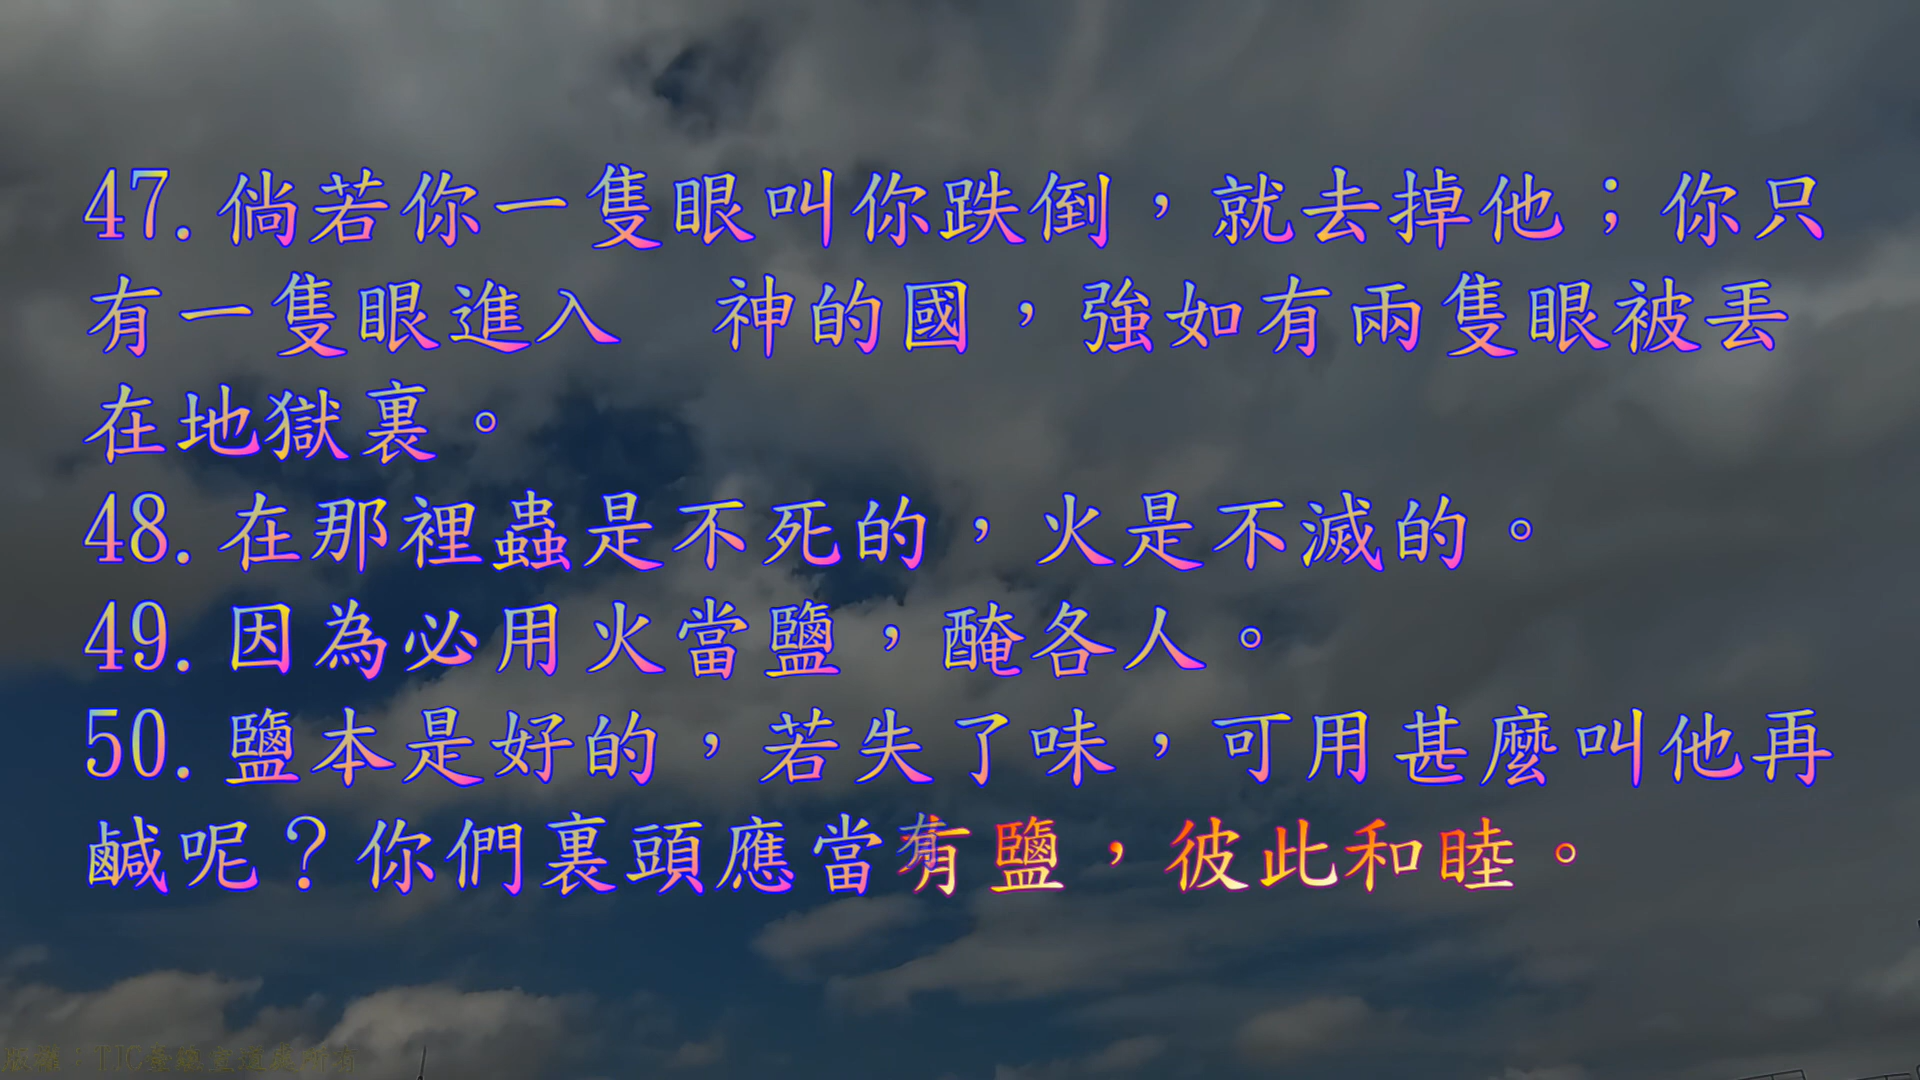 47.倘若你一隻眼叫你跌倒，就去掉他；你只
有一隻眼進入　神的國，強如有兩隻眼被丟
在地獄裏。
48.在那裡蟲是不死的，火是不滅的。
49.因為必用火當鹽，醃各人。
50.鹽本是好的，若失了味，可用甚麼叫他再
鹹呢？你們裏頭應當有鹽，彼此和睦。
版權：TJC